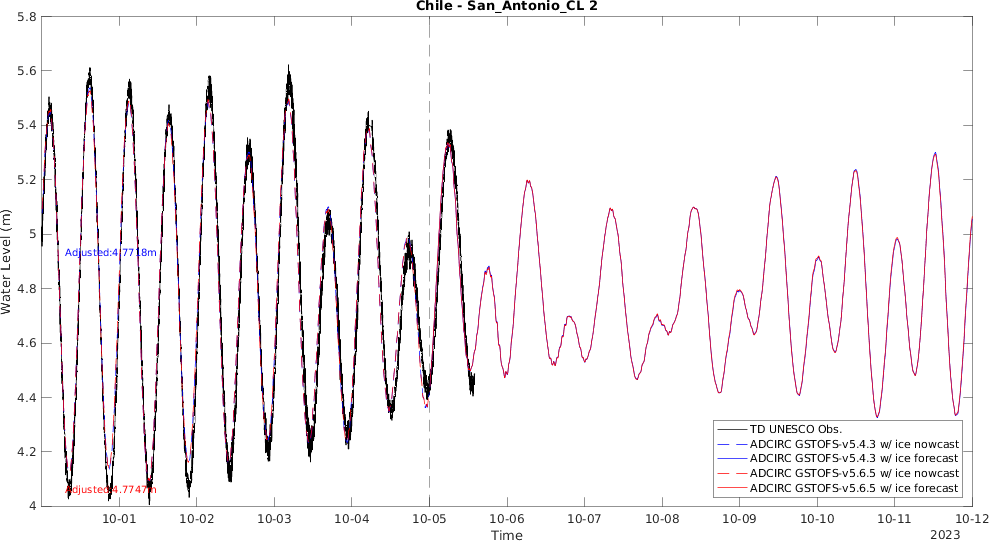 Chile - San_Antonio_CL 2
Water Level (m)
5.8
5.6
5.4
5.2
5
4.8
4.6
4.4
4.2
4
Adjusted:4.7718m
Adjusted:4.7747m
TD UNESCO Obs.
ADCIRC GSTOFS-v5.4.3 w/ ice nowcast
ADCIRC GSTOFS-v5.4.3 w/ ice forecast
ADCIRC GSTOFS-v5.6.5 w/ ice nowcast
ADCIRC GSTOFS-v5.6.5 w/ ice forecast
10-01 10-02 10-03 10-04 10-05 10-06 10-07 10-08 10-09 10-10 10-11 10-12
Time
2023